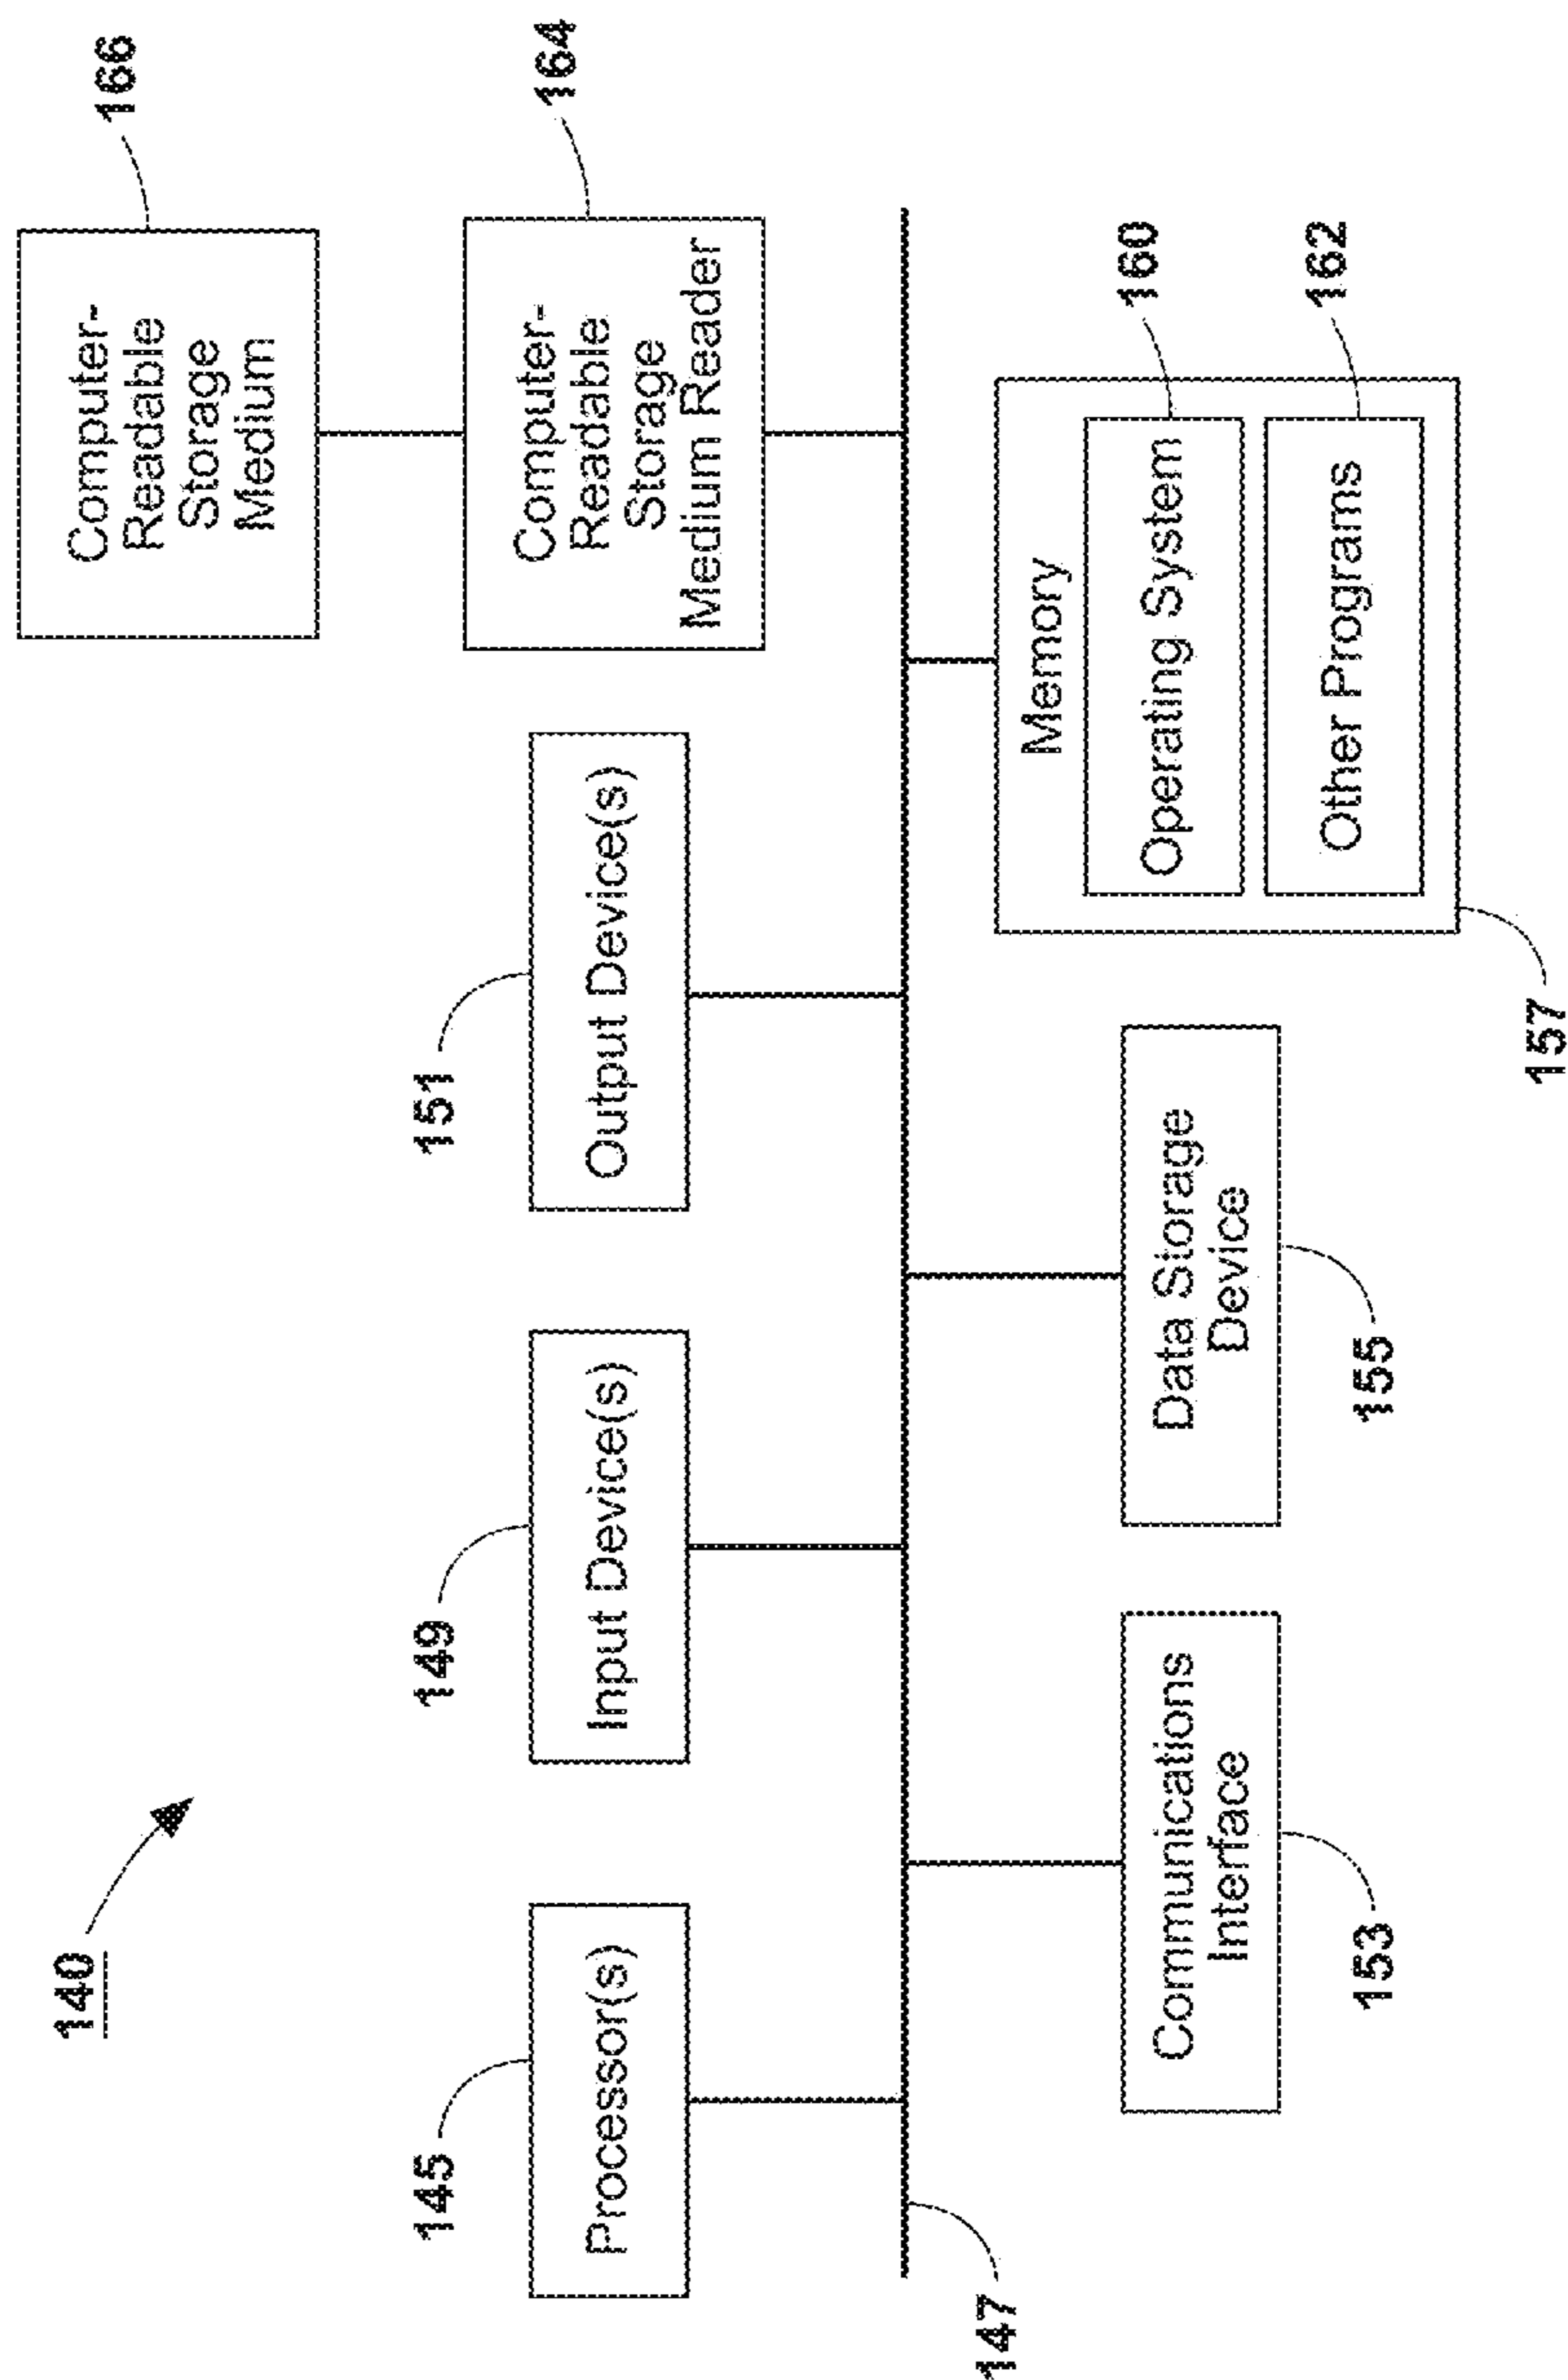 140
166
Computer-
Readable
Storage
Medium
145
Processor(s)
149
Input Device(s)
151
Output Device(s)
164
Computer-
Readable
Storage
Medium Reader
147
153
Communications
Interface
155
Data Storage
Device
157
Memory
160
Operating System
162
Other Programs